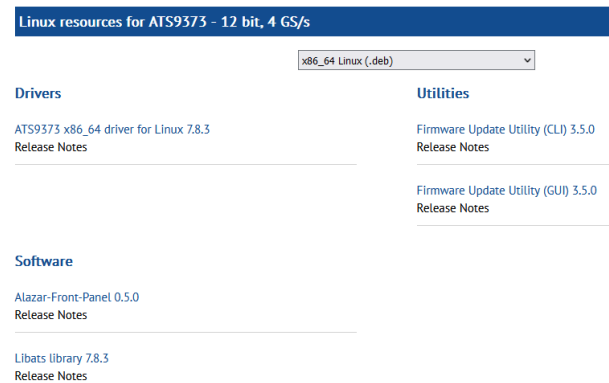 Linux resources for ATS9373 - 12 bit, 4 GS/s
x86_64 Linux (.deb)
Drivers
ATS9373 x86_64 driver for Linux 7.8.3
Release Notes
Utilities
Firmware Update Utility (CLI) 3.5.0
Release Notes
Firmware Update Utility (GUI) 3.5.0
Release Notes
Software
Alazar-Front-Panel 0.5.0
Release Notes
Libats library 7.8.3
Release Notes